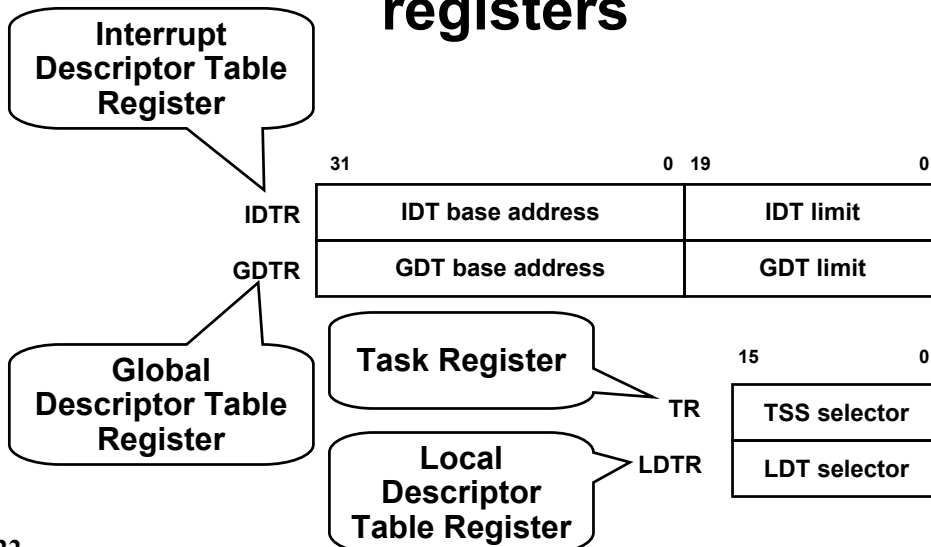 registers
Interrupt
Descriptor Table
Register
31 0 19 0
IDTR IDT base address IDT limit
GDTR GDT base address GDT limit
Global
Descriptor Table
Register
Task Register
15 0
TR TSS selector
LDTR LDT selector
Local
Descriptor
Table Register